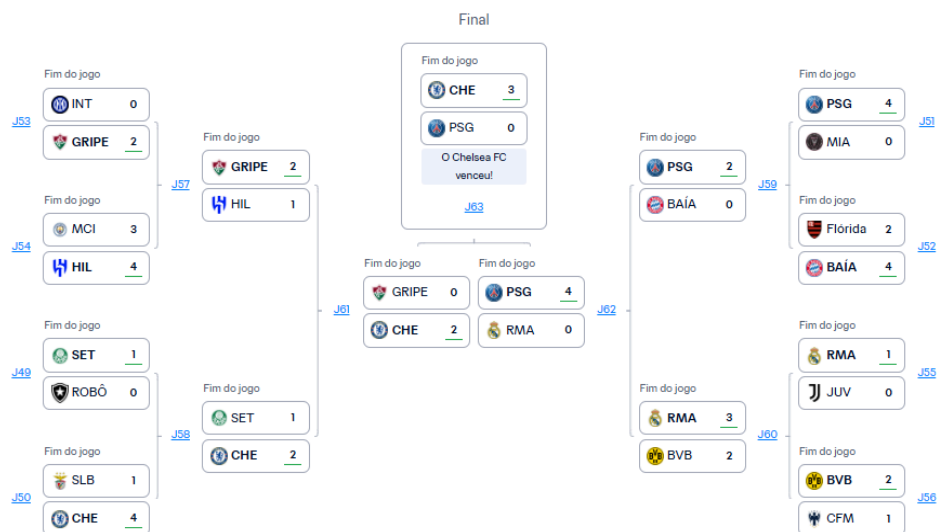 Final
Fim do jogo
CHE 3
PSG 0
O Chelsea FC
venceu!
J63
Fim do jogo
INT 0
GRIPE 2
J53
Fim do jogo
MCI 3
HIL 4
J54
Fim do jogo
GRIPE 2
HIL 1
J57
Fim do jogo
SET 1
ROBÔ 0
J49
Fim do jogo
SLB 1
CHE 4
J50
Fim do jogo
SET 1
CHE 2
J58
Fim do jogo
GRIPE 0
CHE 2
J61
Fim do jogo
PSG 4
RMA 0
J62
Fim do jogo
PSG 2
BAÍA 0
J59
Fim do jogo
RMA 3
BVB 2
J60
Fim do jogo
PSG 4
MIA 0
J51
Fim do jogo
Flórida 2
BAÍA 4
J52
Fim do jogo
RMA 1
JUV 0
J55
Fim do jogo
BVB 2
CFM 1
J56